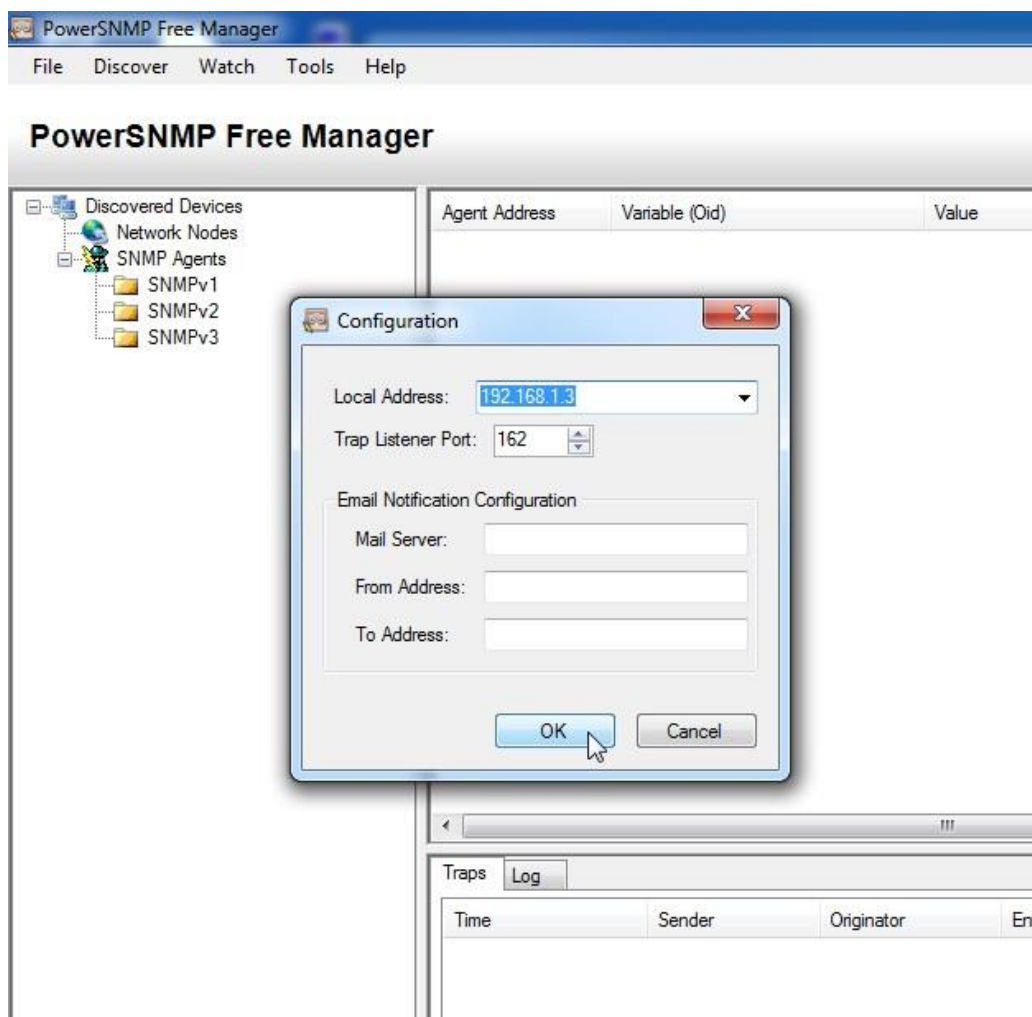 PowerSNMP Free Manager
File Discover Watch Tools Help
PowerSNMP Free Manager
Discovered Devices
Network Nodes
SNMP Agents
SNMPv1
SNMPv2
SNMPv3
Agent Address Variable (Oid) Value
Configuration
Local Address: 192.168.1.3
Trap Listener Port: 162
Email Notification Configuration
Mail Server:
From Address:
To Address:
OK Cancel
Traps Log
Time Sender Originator En